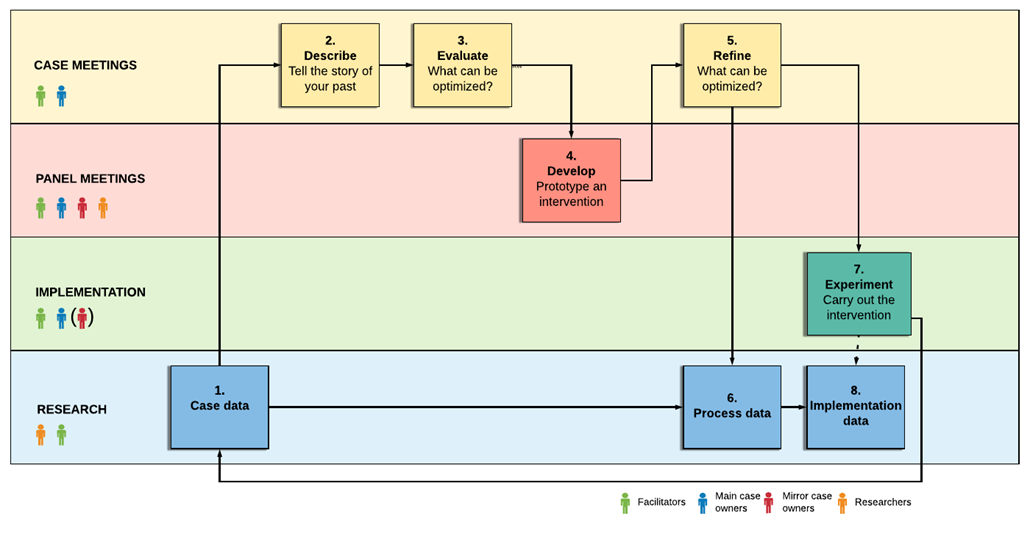 CASE MEETINGS
2.
Describe
Tell the story of
your past
3.
Evaluate
What can be
optimized?
5.
Refine
What can be
optimized?
PANEL MEETINGS
4.
Develop
Prototype an
intervention
IMPLEMENTATION
( )
7.
Experiment
Carry out the
intervention
RESEARCH
1.
Case data
6.
Process data
8.
Implementation
data
Facilitators
Main case
owners
Mirror case
owners
Researchers